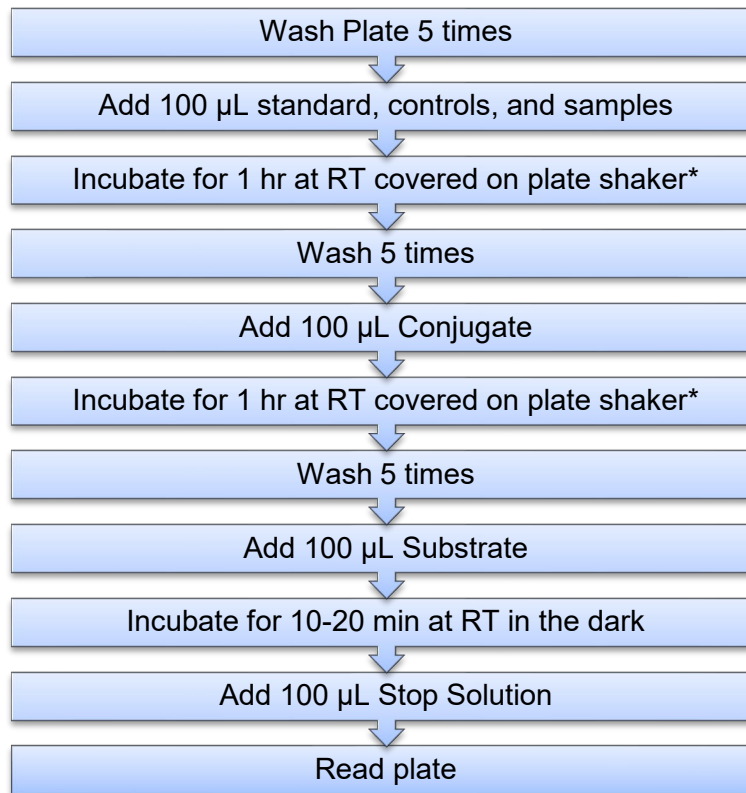 Wash Plate 5 times
Add 100 µL standard, controls, and samples
Incubate for 1 hr at RT covered on plate shaker*
Wash 5 times
Add 100 µL Conjugate
Incubate for 1 hr at RT covered on plate shaker*
Wash 5 times
Add 100 µL Substrate
Incubate for 10-20 min at RT in the dark
Add 100 µL Stop Solution
Read plate